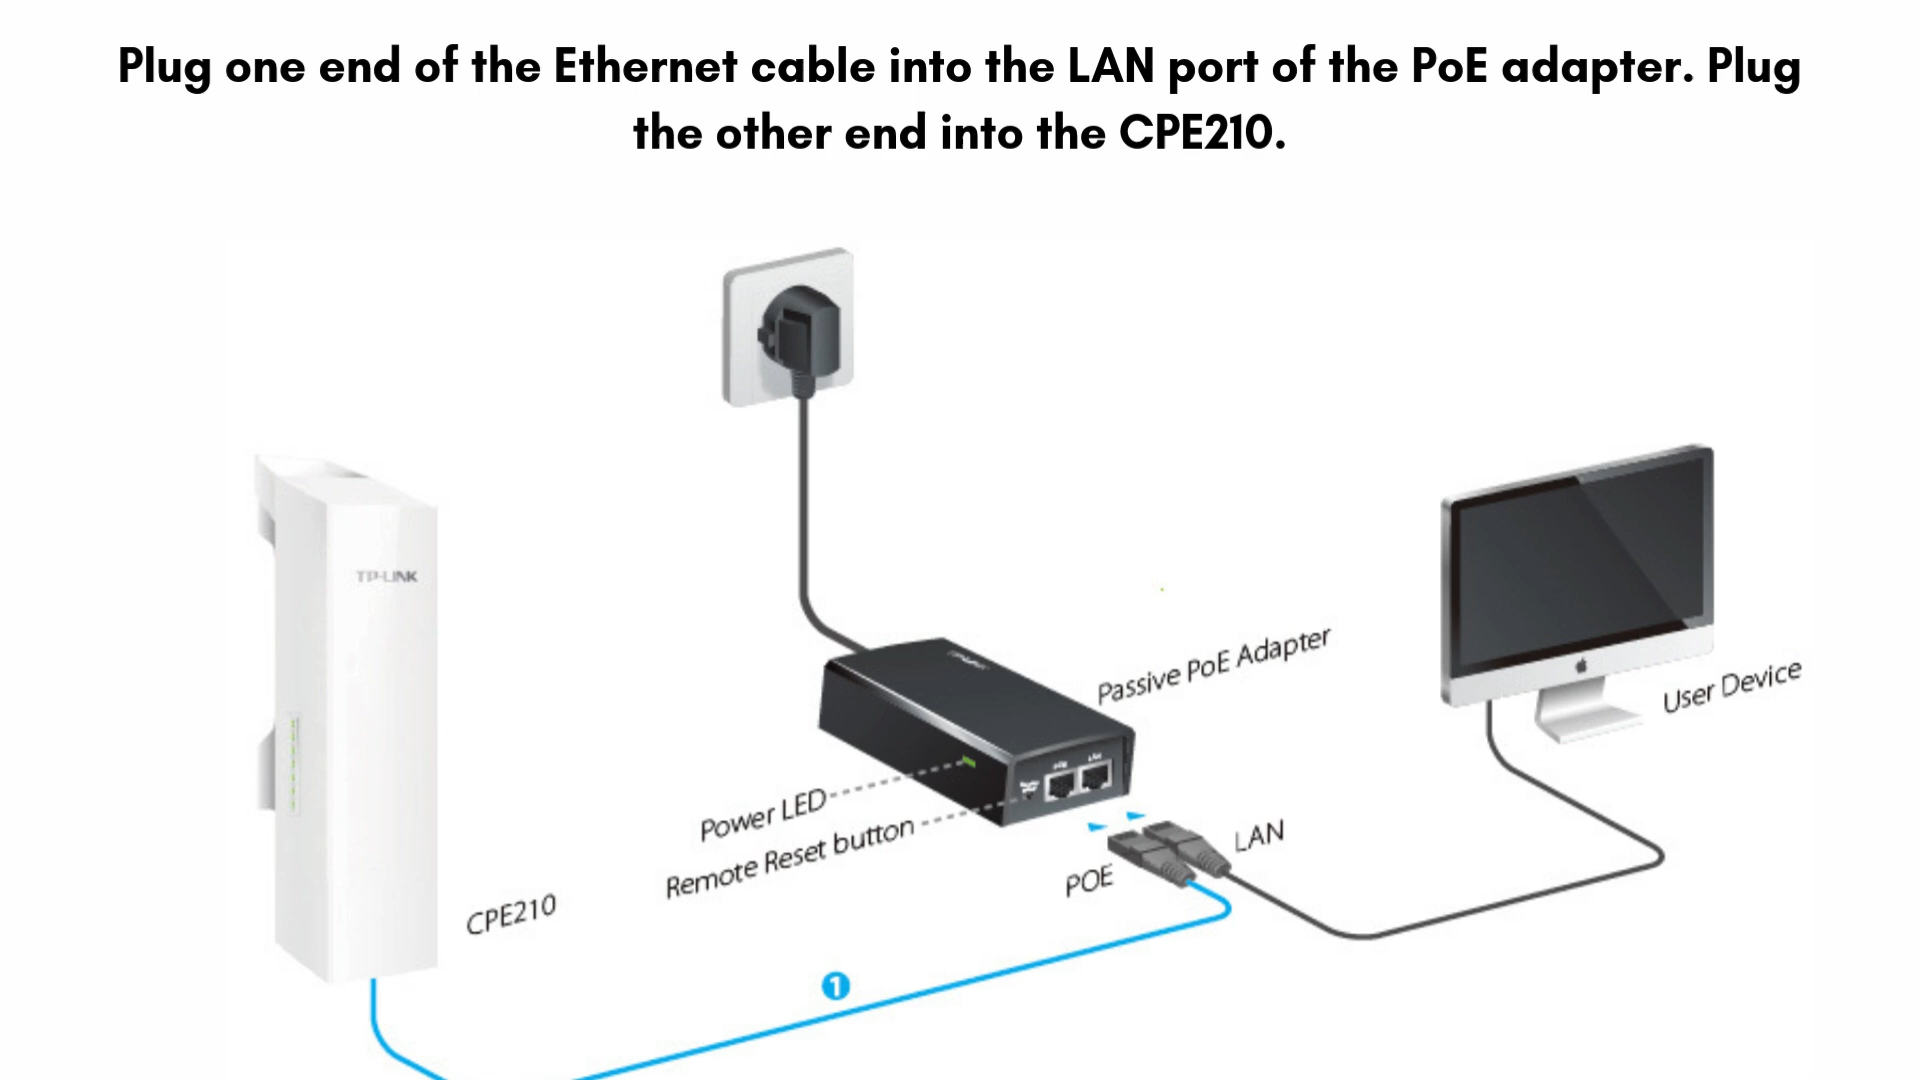 Plug one end of the Ethernet cable into the LAN port of the PoE adapter. Plug
the other end into the CPE210.
TP-LINK
Passive PoE Adapter
User Device
Power LED
Remote Reset button
LAN
POE
CPE210
1